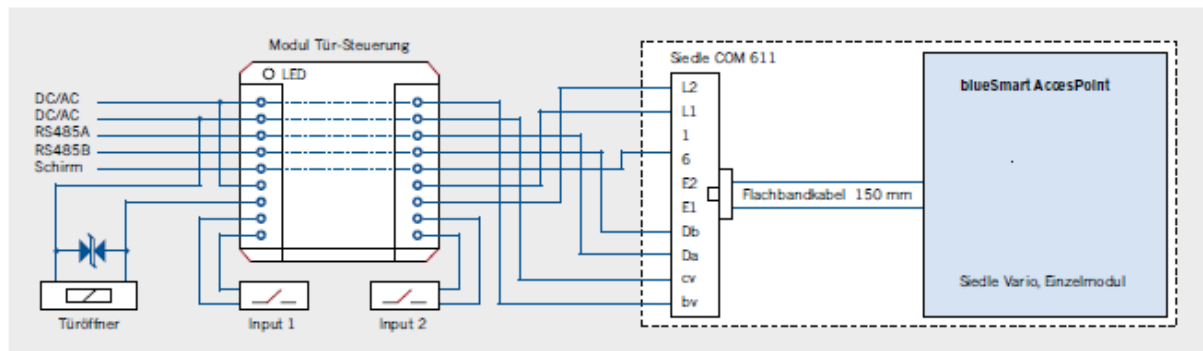 Modul Tür-Steuerung
LED
DC/AC
DC/AC
RS485A
RS485B
Schirm
Türöffner
Input 1
Input 2
Siedle COM 611
L2
L1
1
6
E2
E1
Db
Da
cv
bv
Flachbandkabel 150 mm
blueSmart AccesPoint
Siedle Vario, Einzelmodul